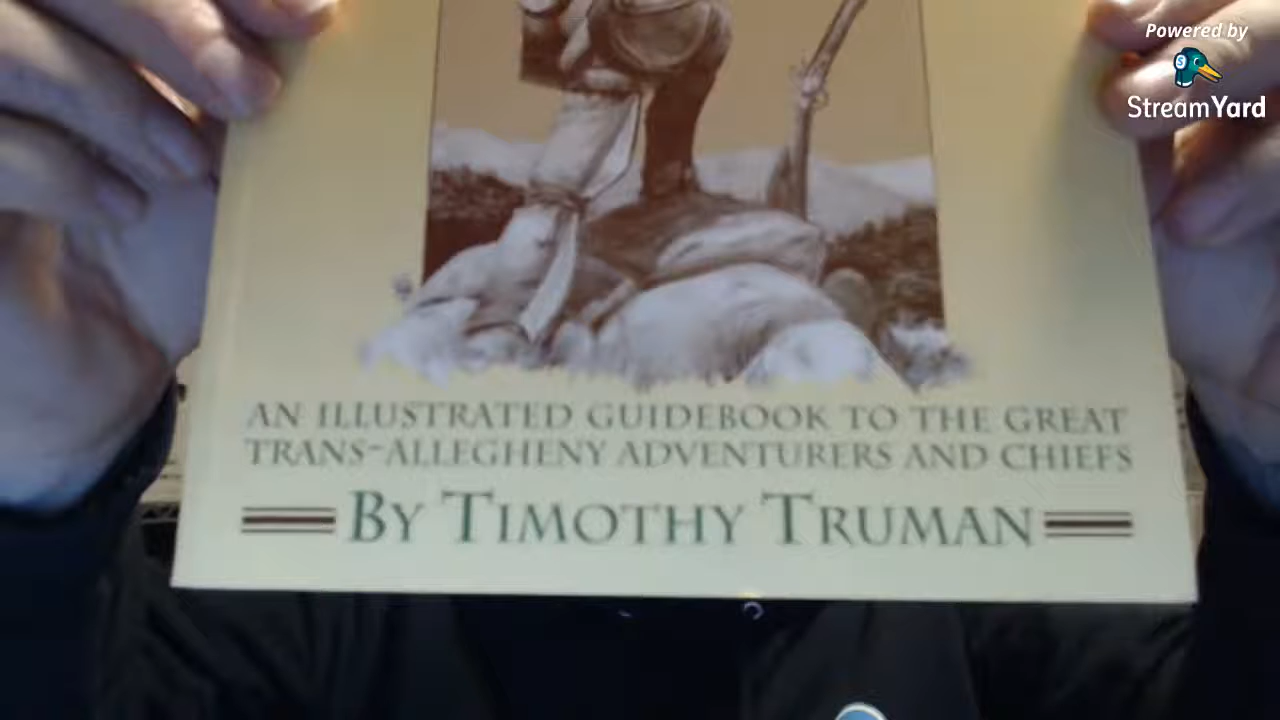 Powered by
StreamYard
AN ILLUSTRATED GUIDEBOOK TO THE GREAT
TRANS-ALLEGHENY ADVENTURERS AND CHIEFS
BY TIMOTHY TRUMAN